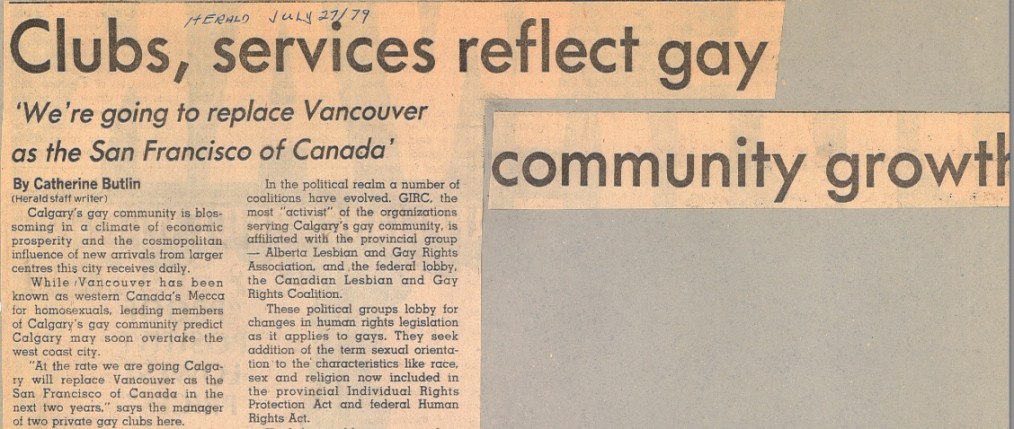 HERALD JULY 27/79
Clubs, services reflect gay
community growth
'We're going to replace Vancouver
as the San Francisco of Canada'
By Catherine Butlin
(Herald staff writer)
Calgary's gay community is blos-
soming in a climate of economic
prosperity and the cosmopolitan
influence of new arrivals from larger
centres this city receives daily.
While Vancouver has been
known as western Canada's Mecca
for homosexuals, leading members
of Calgary's gay community predict
Calgary may soon overtake the
west coast city.
"At the rate we are going Calga-
ry will replace Vancouver as the
San Francisco of Canada in the
next two years," says the manager
of two private gay clubs here.
In the political realm a number of
coalitions have evolved. GIRC, the
most "activist" of the organizations
serving Calgary's gay community, is
affiliated with the provincial group
— Alberta Lesbian and Gay Rights
Association, and the federal lobby,
the Canadian Lesbian and Gay
Rights Coalition.
These political groups lobby for
changes in human rights legislation
as it applies to gays. They seek
addition of the term sexual orienta-
tion to the characteristics like race,
sex and religion now included in
the provincial Individual Rights
Protection Act and federal Human
Rights Act.